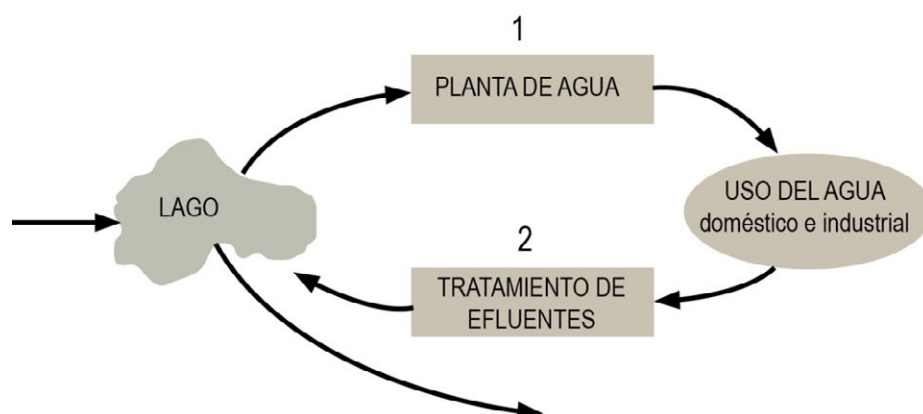 1
PLANTA DE AGUA
LAGO
USO DEL AGUA
doméstico e industrial
2
TRATAMIENTO DE
EFLUENTES